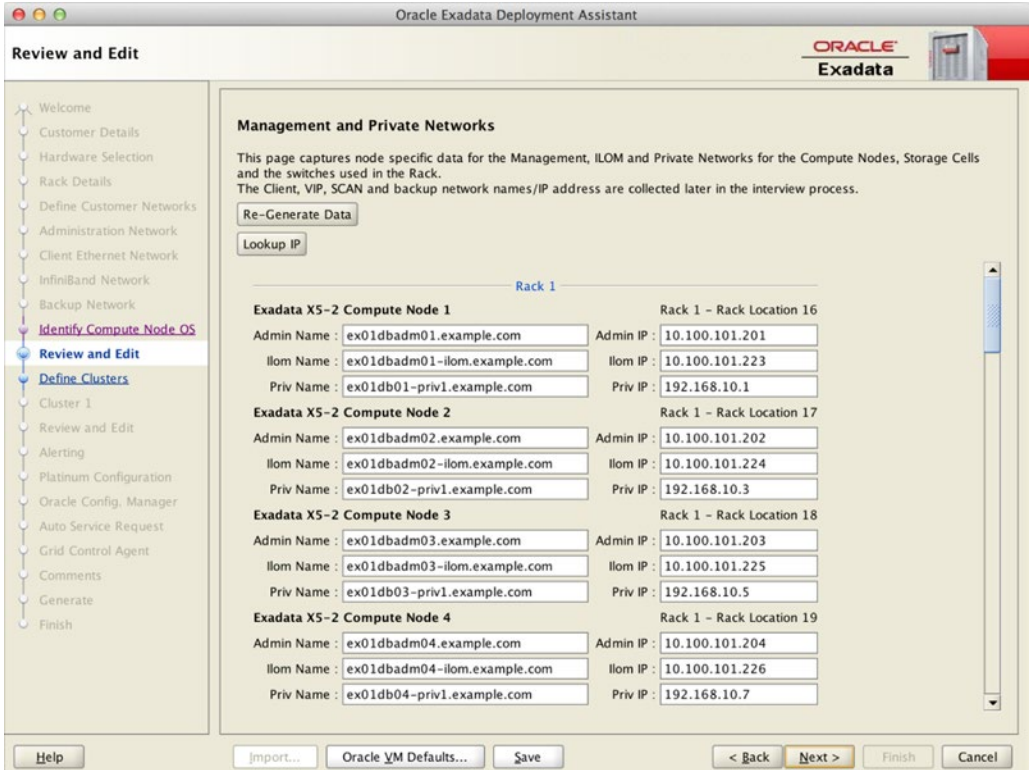 Oracle Exadata Deployment Assistant
Review and Edit
ORACLE
Exadata
Welcome
Customer Details
Hardware Selection
Rack Details
Define Customer Networks
Administration Network
Client Ethernet Network
InfiniBand Network
Backup Network
Identify Compute Node OS
Review and Edit
Define Clusters
Cluster 1
Review and Edit
Alerting
Platinum Configuration
Oracle Config. Manager
Auto Service Request
Grid Control Agent
Comments
Generate
Finish
Management and Private Networks
This page captures node specific data for the Management, ILOM and Private Networks for the Compute Nodes, Storage Cells
and the switches used in the Rack.
The Client, VIP, SCAN and backup network names/IP address are collected later in the interview process.
Re-Generate Data
Lookup IP
Rack 1
Exadata X5-2 Compute Node 1 Rack 1 - Rack Location 16
Admin Name : ex01dbadm01.example.com Admin IP : 10.100.101.201
Ilom Name : ex01dbadm01-ilom.example.com Ilom IP : 10.100.101.223
Priv Name : ex01db01-priv1.example.com Priv IP : 192.168.10.1
Exadata X5-2 Compute Node 2 Rack 1 - Rack Location 17
Admin Name : ex01dbadm02.example.com Admin IP : 10.100.101.202
Ilom Name : ex01dbadm02-ilom.example.com Ilom IP : 10.100.101.224
Priv Name : ex01db02-priv1.example.com Priv IP : 192.168.10.3
Exadata X5-2 Compute Node 3 Rack 1 - Rack Location 18
Admin Name : ex01dbadm03.example.com Admin IP : 10.100.101.203
Ilom Name : ex01dbadm03-ilom.example.com Ilom IP : 10.100.101.225
Priv Name : ex01db03-priv1.example.com Priv IP : 192.168.10.5
Exadata X5-2 Compute Node 4 Rack 1 - Rack Location 19
Admin Name : ex01dbadm04.example.com Admin IP : 10.100.101.204
Ilom Name : ex01dbadm04-ilom.example.com Ilom IP : 10.100.101.226
Priv Name : ex01db04-priv1.example.com Priv IP : 192.168.10.7
Help Import... Oracle VM Defaults... Save < Back Next > Finish Cancel